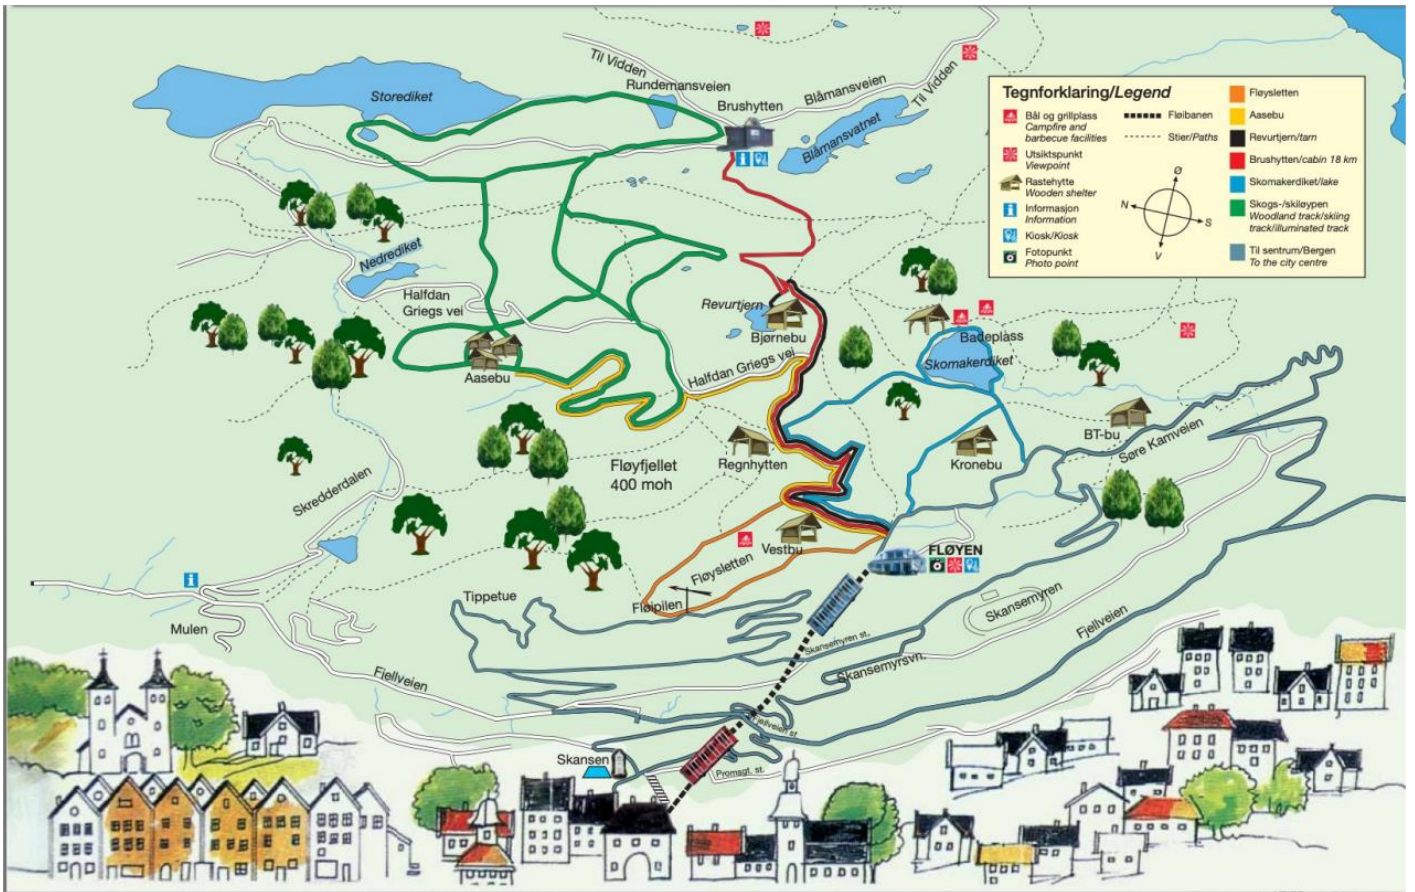 Til Vidden
Rundemansveien
Storediket
Brushytten
Blåmansveien
Til Vidden
Blåmansvatnet
Tegnforklaring/Legend
Bål og grillplass
Campfire and
barbecue facilities
Utsiktspunkt
Viewpoint
Rastehytte
Wooden shelter
Informasjon
Information
Kiosk/Kiosk
Fotopunkt
Photo point
Fløibanen
Stier/Paths
Ø
N
S
V
Fløysletten
Aasebu
Revurtjern/tarn
Brushytten/cabin 18 km
Skomakerdiket/lake
Skogs-/skiløypen
Woodland track/skiing
track/illuminated track
Til sentrum/Bergen
To the city centre
Nedrediket
Halfdan
Griegs vei
Revurtjern
Bjørnebu
Badeplass
Skomakerdiket
Halfdan Griegs vei
Aasebu
BT-bu
Søre Kamveien
Regnhytten
Kronebu
Fløyfjellet
400 moh
Skredderdalen
Vestbu
FLØYEN
Fløysletten
Tippetue
Fløipilen
Skansemyren
Mulen
Skansemyren st.
Fjellveien
Fjellveien
Skansemyrsvn.
Fjellveien st
Skansen
Promsgt. st.